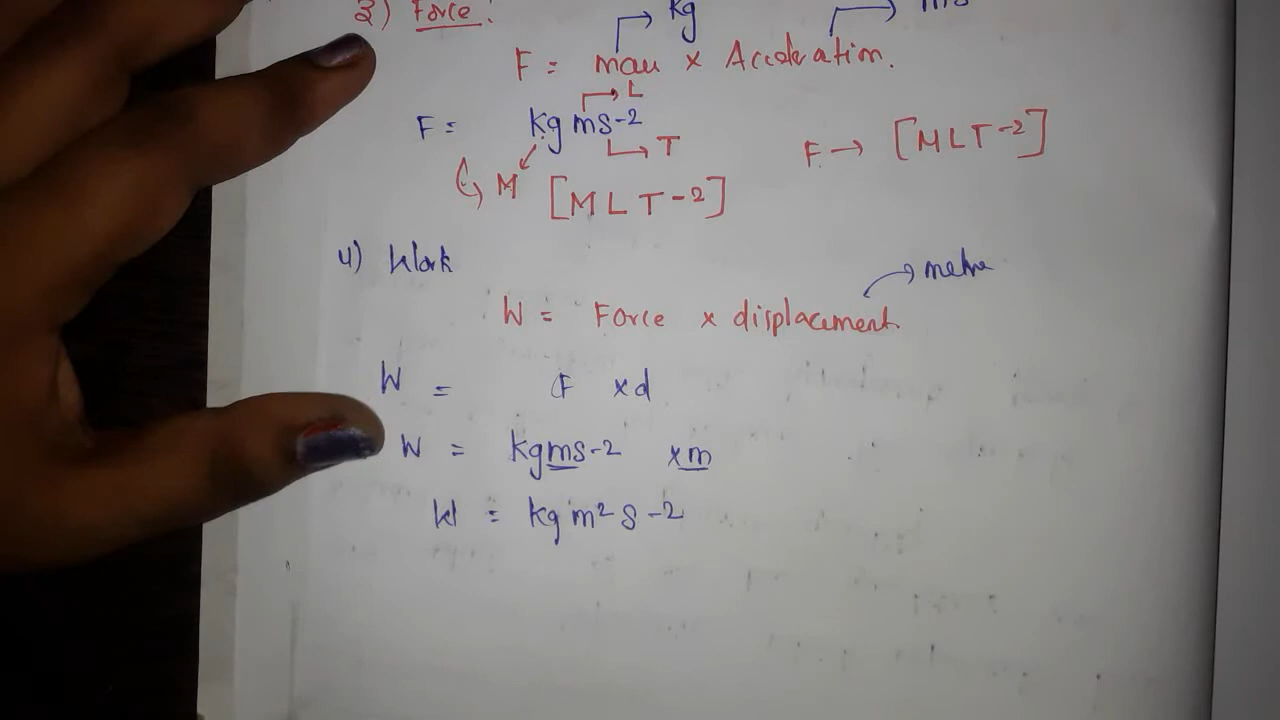 3) Force:
kg
F = mass × Acceleration.
L
F = kg ms-2
T
F → [MLT-2]
M [MLT-2]
4) Work
metre
W = Force × displacement
W = F × d
W = kgms-2 × m
W = kg m² s-2